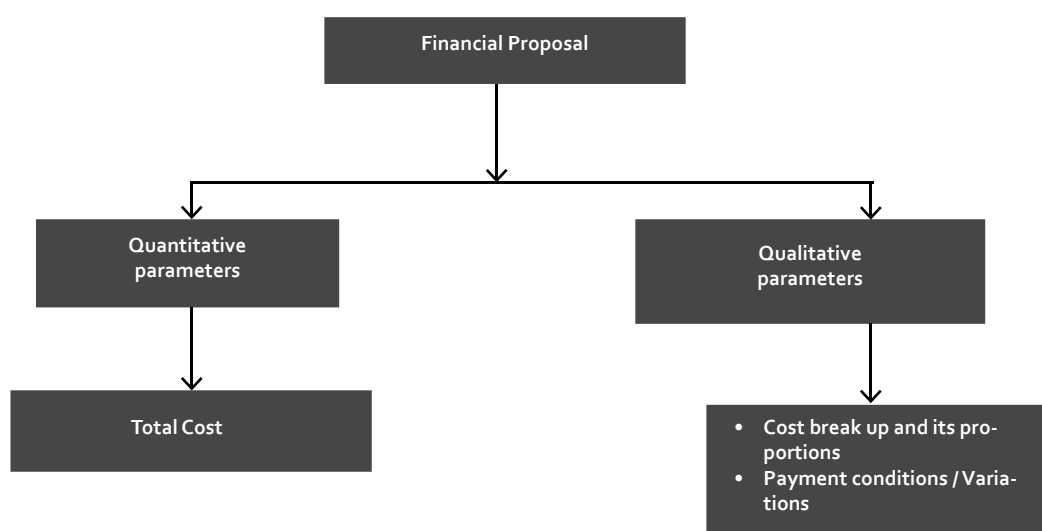 Financial Proposal
Quantitative
parameters
Qualitative
parameters
Total Cost
• Cost break up and its pro-
portions
• Payment conditions / Varia-
tions